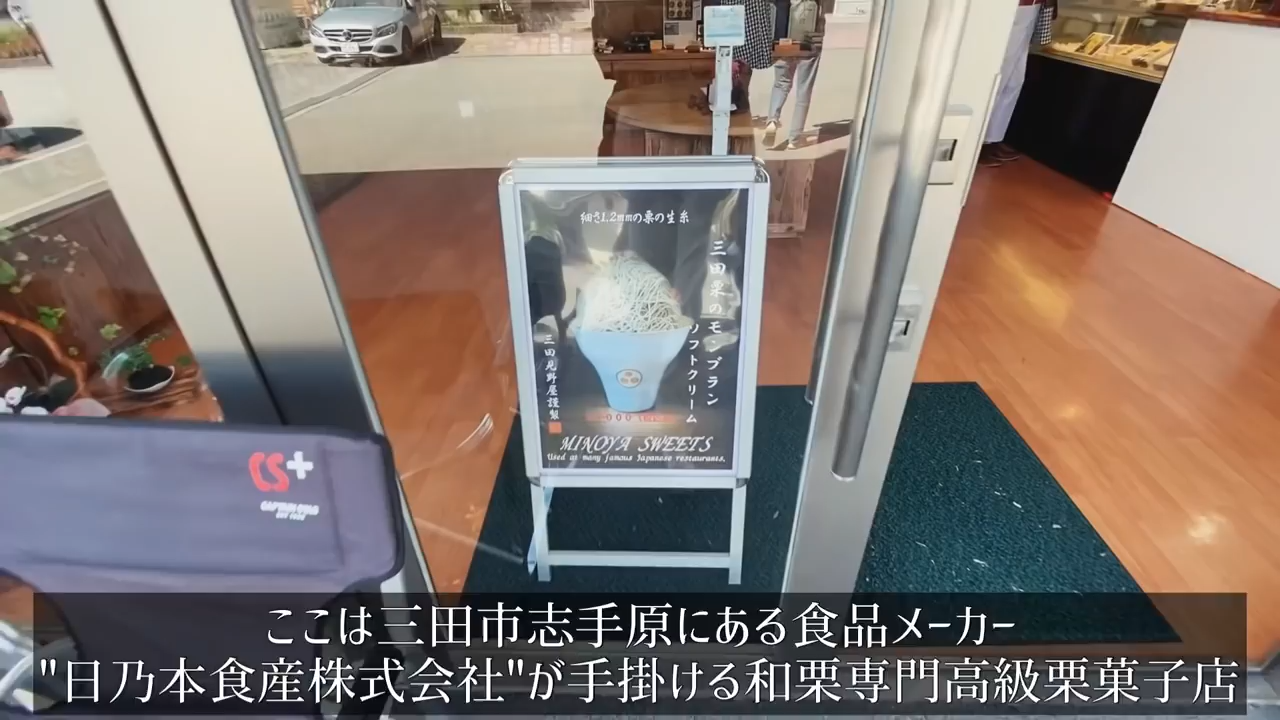 細さ1.2mmの栗の生糸
三田栗のモンブラン
ソフトクリーム
三田見野屋謹製
MINOYA SWEETS
Used at many famous Japanese restaurants.
CS+
CAPTAIN STAG
ここは三田市志手原にある食品メーカー
"日乃本食産株式会社"が手掛ける和栗専門高級栗菓子店